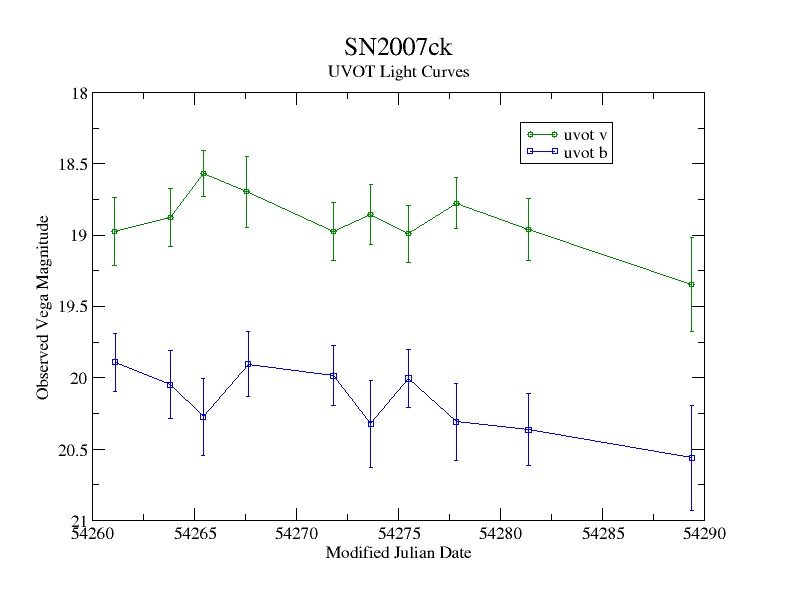 SN2007ck
UVOT Light Curves
18
18.5
19
19.5
20
20.5
21
Observed Vega Magnitude
uvot v
uvot b
54260
54265
54270
54275
54280
54285
54290
Modified Julian Date